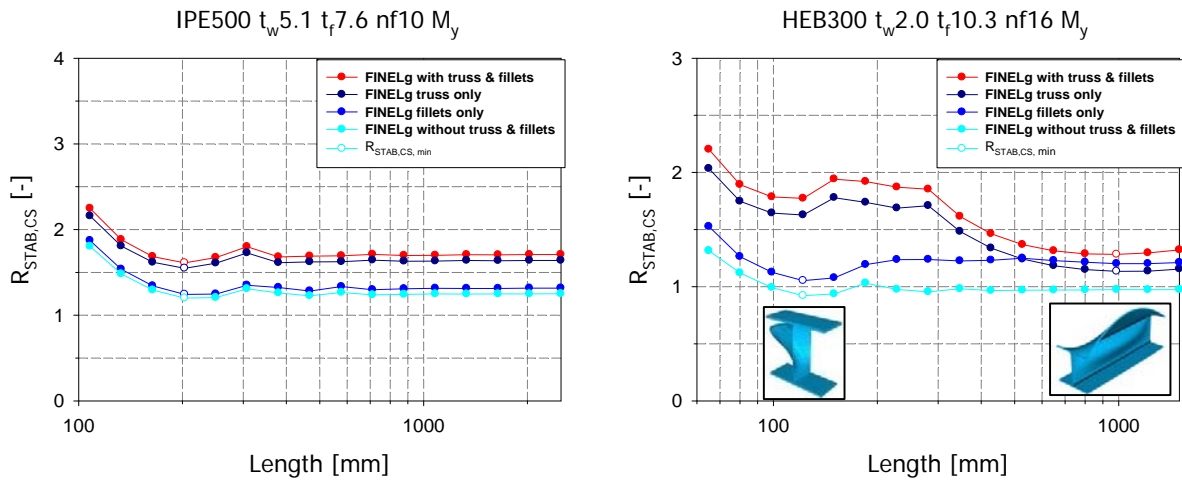 IPE500 t_w5.1 t_f7.6 nf10 M_y
4
3
2
1
0
R_STAB,CS [-]
FINELg with truss & fillets
FINELg truss only
FINELg fillets only
FINELg without truss & fillets
R_STAB,CS, min
100
1000
Length [mm]
HEB300 t_w2.0 t_f10.3 nf16 M_y
3
2
1
0
R_STAB,CS [-]
FINELg with truss & fillets
FINELg truss only
FINELg fillets only
FINELg without truss & fillets
R_STAB,CS, min
100
1000
Length [mm]